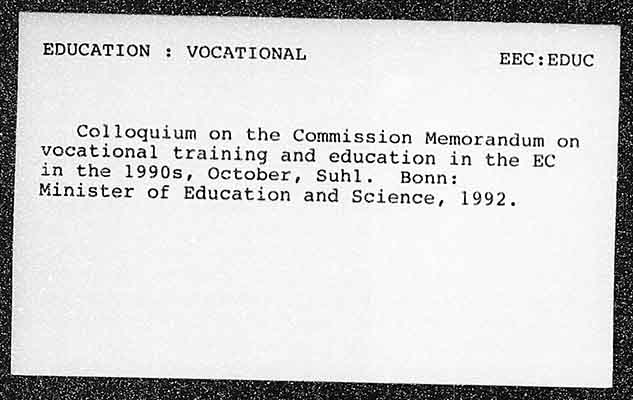 EDUCATION : VOCATIONAL
EEC:EDUC
Colloquium on the Commission Memorandum on
vocational training and education in the EC
in the 1990s, October, Suhl. Bonn:
Minister of Education and Science, 1992.